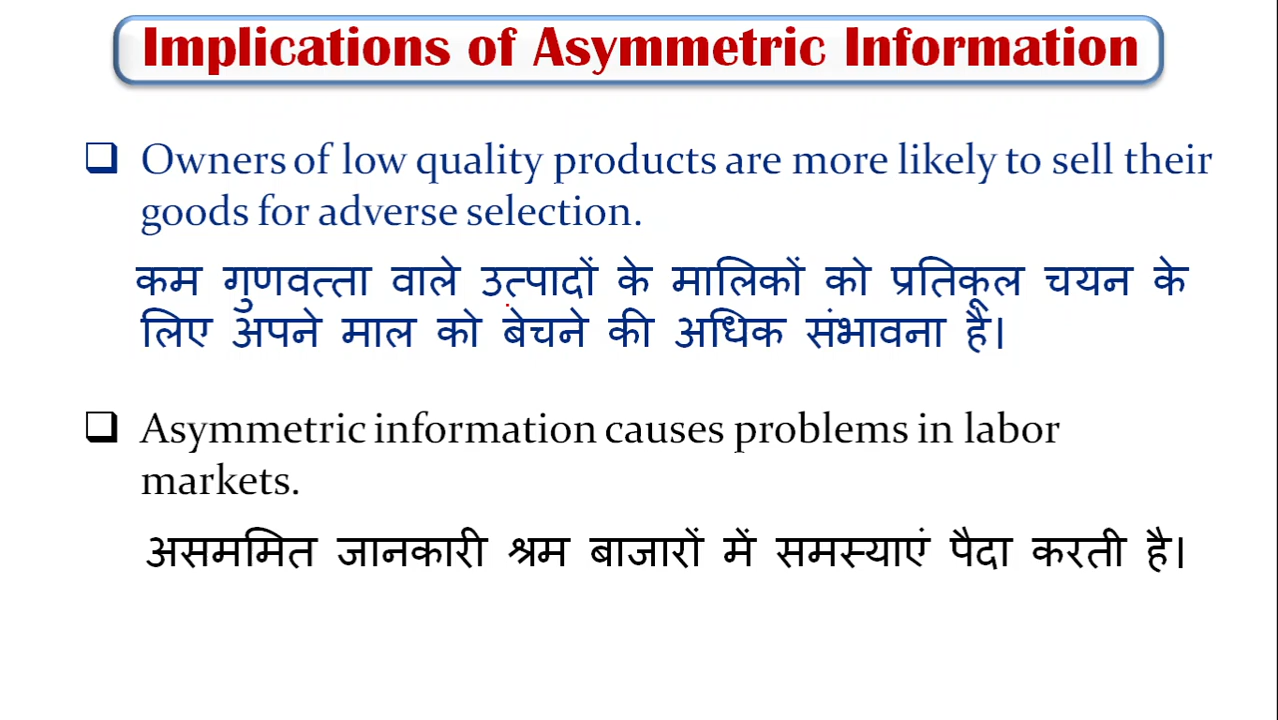 Implications of Asymmetric Information
❑ Owners of low quality products are more likely to sell their
goods for adverse selection.
कम गुणवत्ता वाले उत्पादों के मालिकों को प्रतिकूल चयन के
लिए अपने माल को बेचने की अधिक संभावना है।
❑ Asymmetric information causes problems in labor
markets.
असममित जानकारी श्रम बाजारों में समस्याएं पैदा करती है।